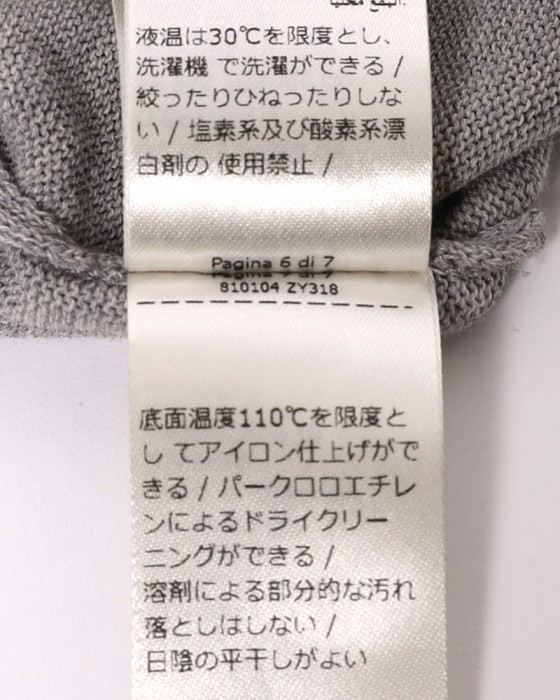 液温は30℃を限度とし、
洗濯機 で洗濯ができる /
絞ったりひねったりしな
い / 塩素系及び酸素系漂
白剤の 使用禁止 /
Pagina 6 di 7
810104 ZY318
底面温度110℃を限度と
し てアイロン仕上げがで
きる / パークロロエチレ
ンによるドライクリー
ニングができる /
溶剤による部分的な汚れ
落としはしない /
日陰の平干しがよい